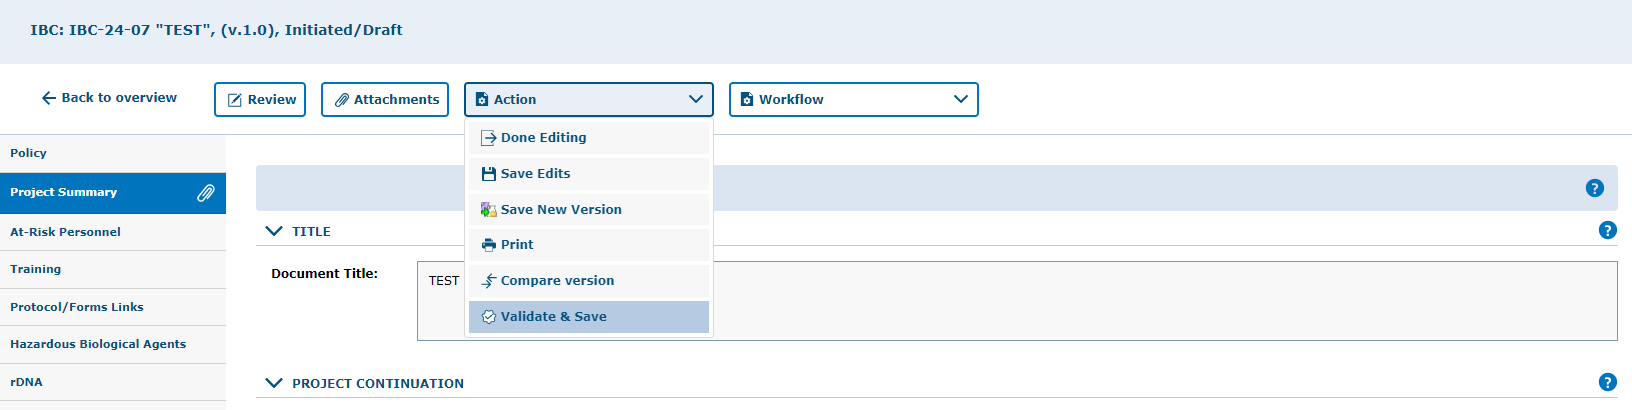 IBC: IBC-24-07 "TEST", (v.1.0), Initiated/Draft
Back to overview
Review
Attachments
Action
Workflow
Done Editing
Save Edits
Save New Version
Print
Compare version
Validate & Save
Policy
Project Summary
At-Risk Personnel
Training
Protocol/Forms Links
Hazardous Biological Agents
rDNA
?
TITLE
?
Document Title:
TEST
PROJECT CONTINUATION
?